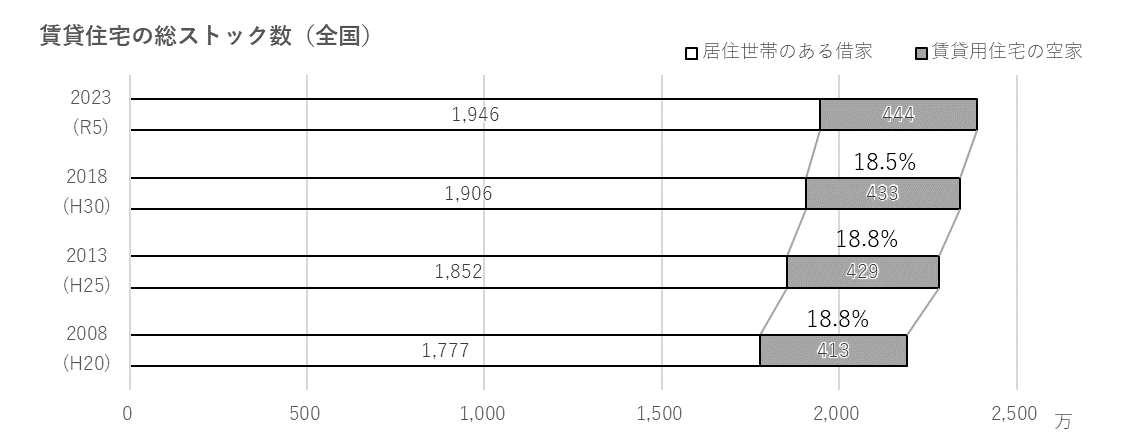 賃貸住宅の総ストック数（全国）
居住世帯のある借家 賃貸用住宅の空家
2023
(R5)
1,946 444
18.5%
2018
(H30)
1,906 433
18.8%
2013
(H25)
1,852 429
18.8%
2008
(H20)
1,777 413
0 500 1,000 1,500 2,000 2,500 万